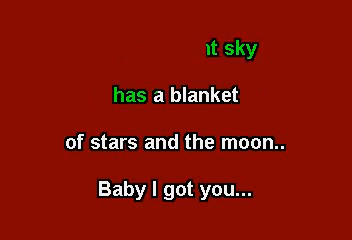 sky
has a blanket
of stars and the moon..
Baby I got you...